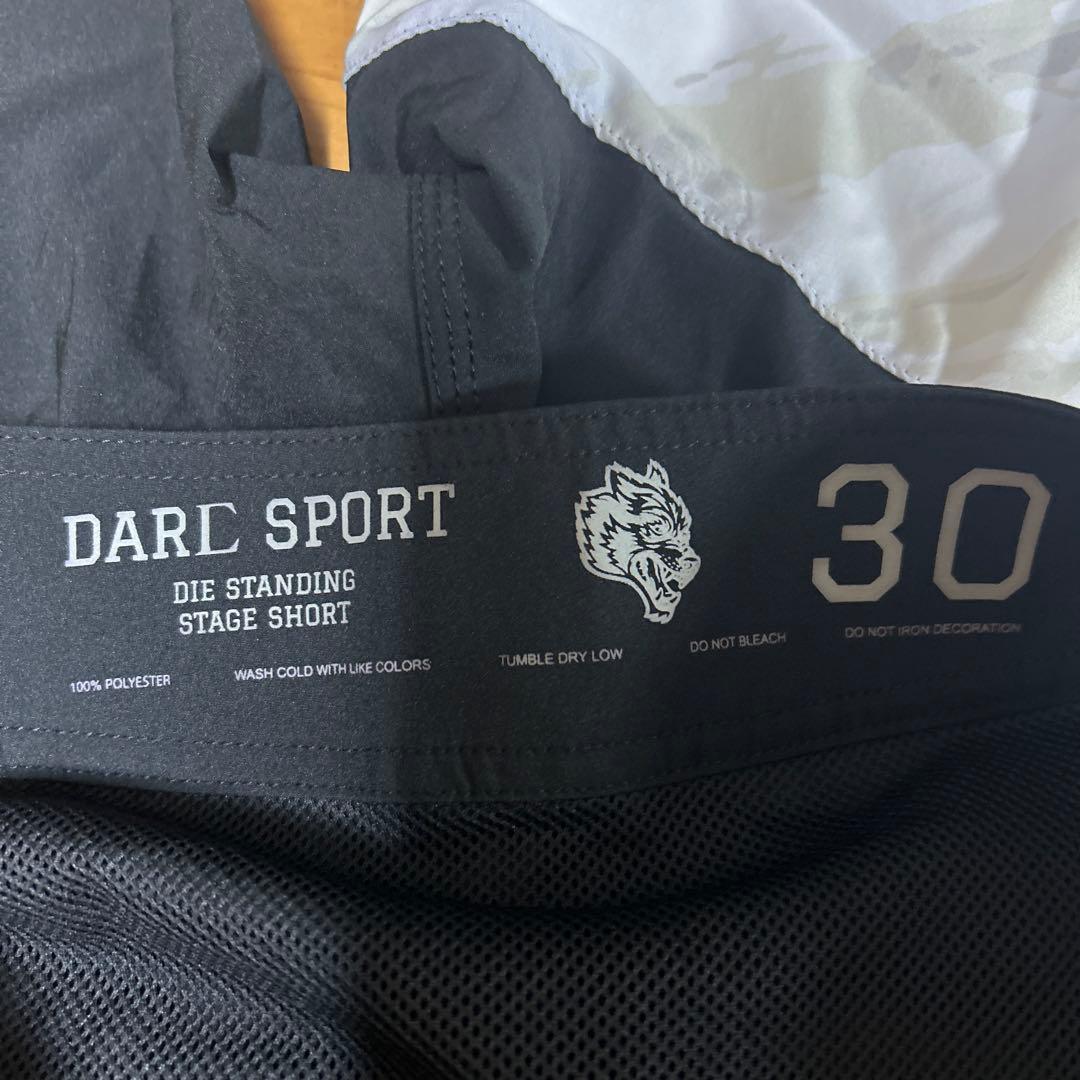 DARC SPORT
DIE STANDING
STAGE SHORT
30
100% POLYESTER
WASH COLD WITH LIKE COLORS
TUMBLE DRY LOW
DO NOT BLEACH
DO NOT IRON DECORATION